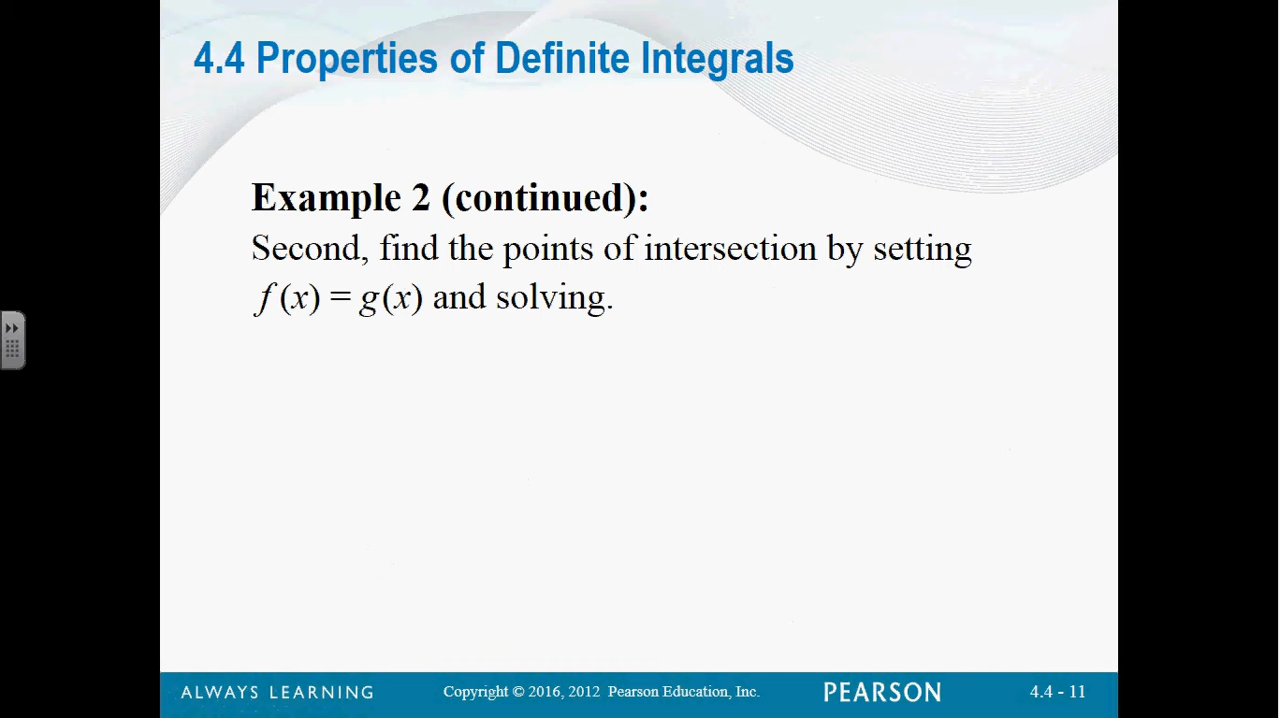 4.4 Properties of Definite Integrals
Example 2 (continued):
Second, find the points of intersection by setting
f (x) = g(x) and solving.
ALWAYS LEARNING
Copyright © 2016, 2012 Pearson Education, Inc.
PEARSON
4.4 - 11